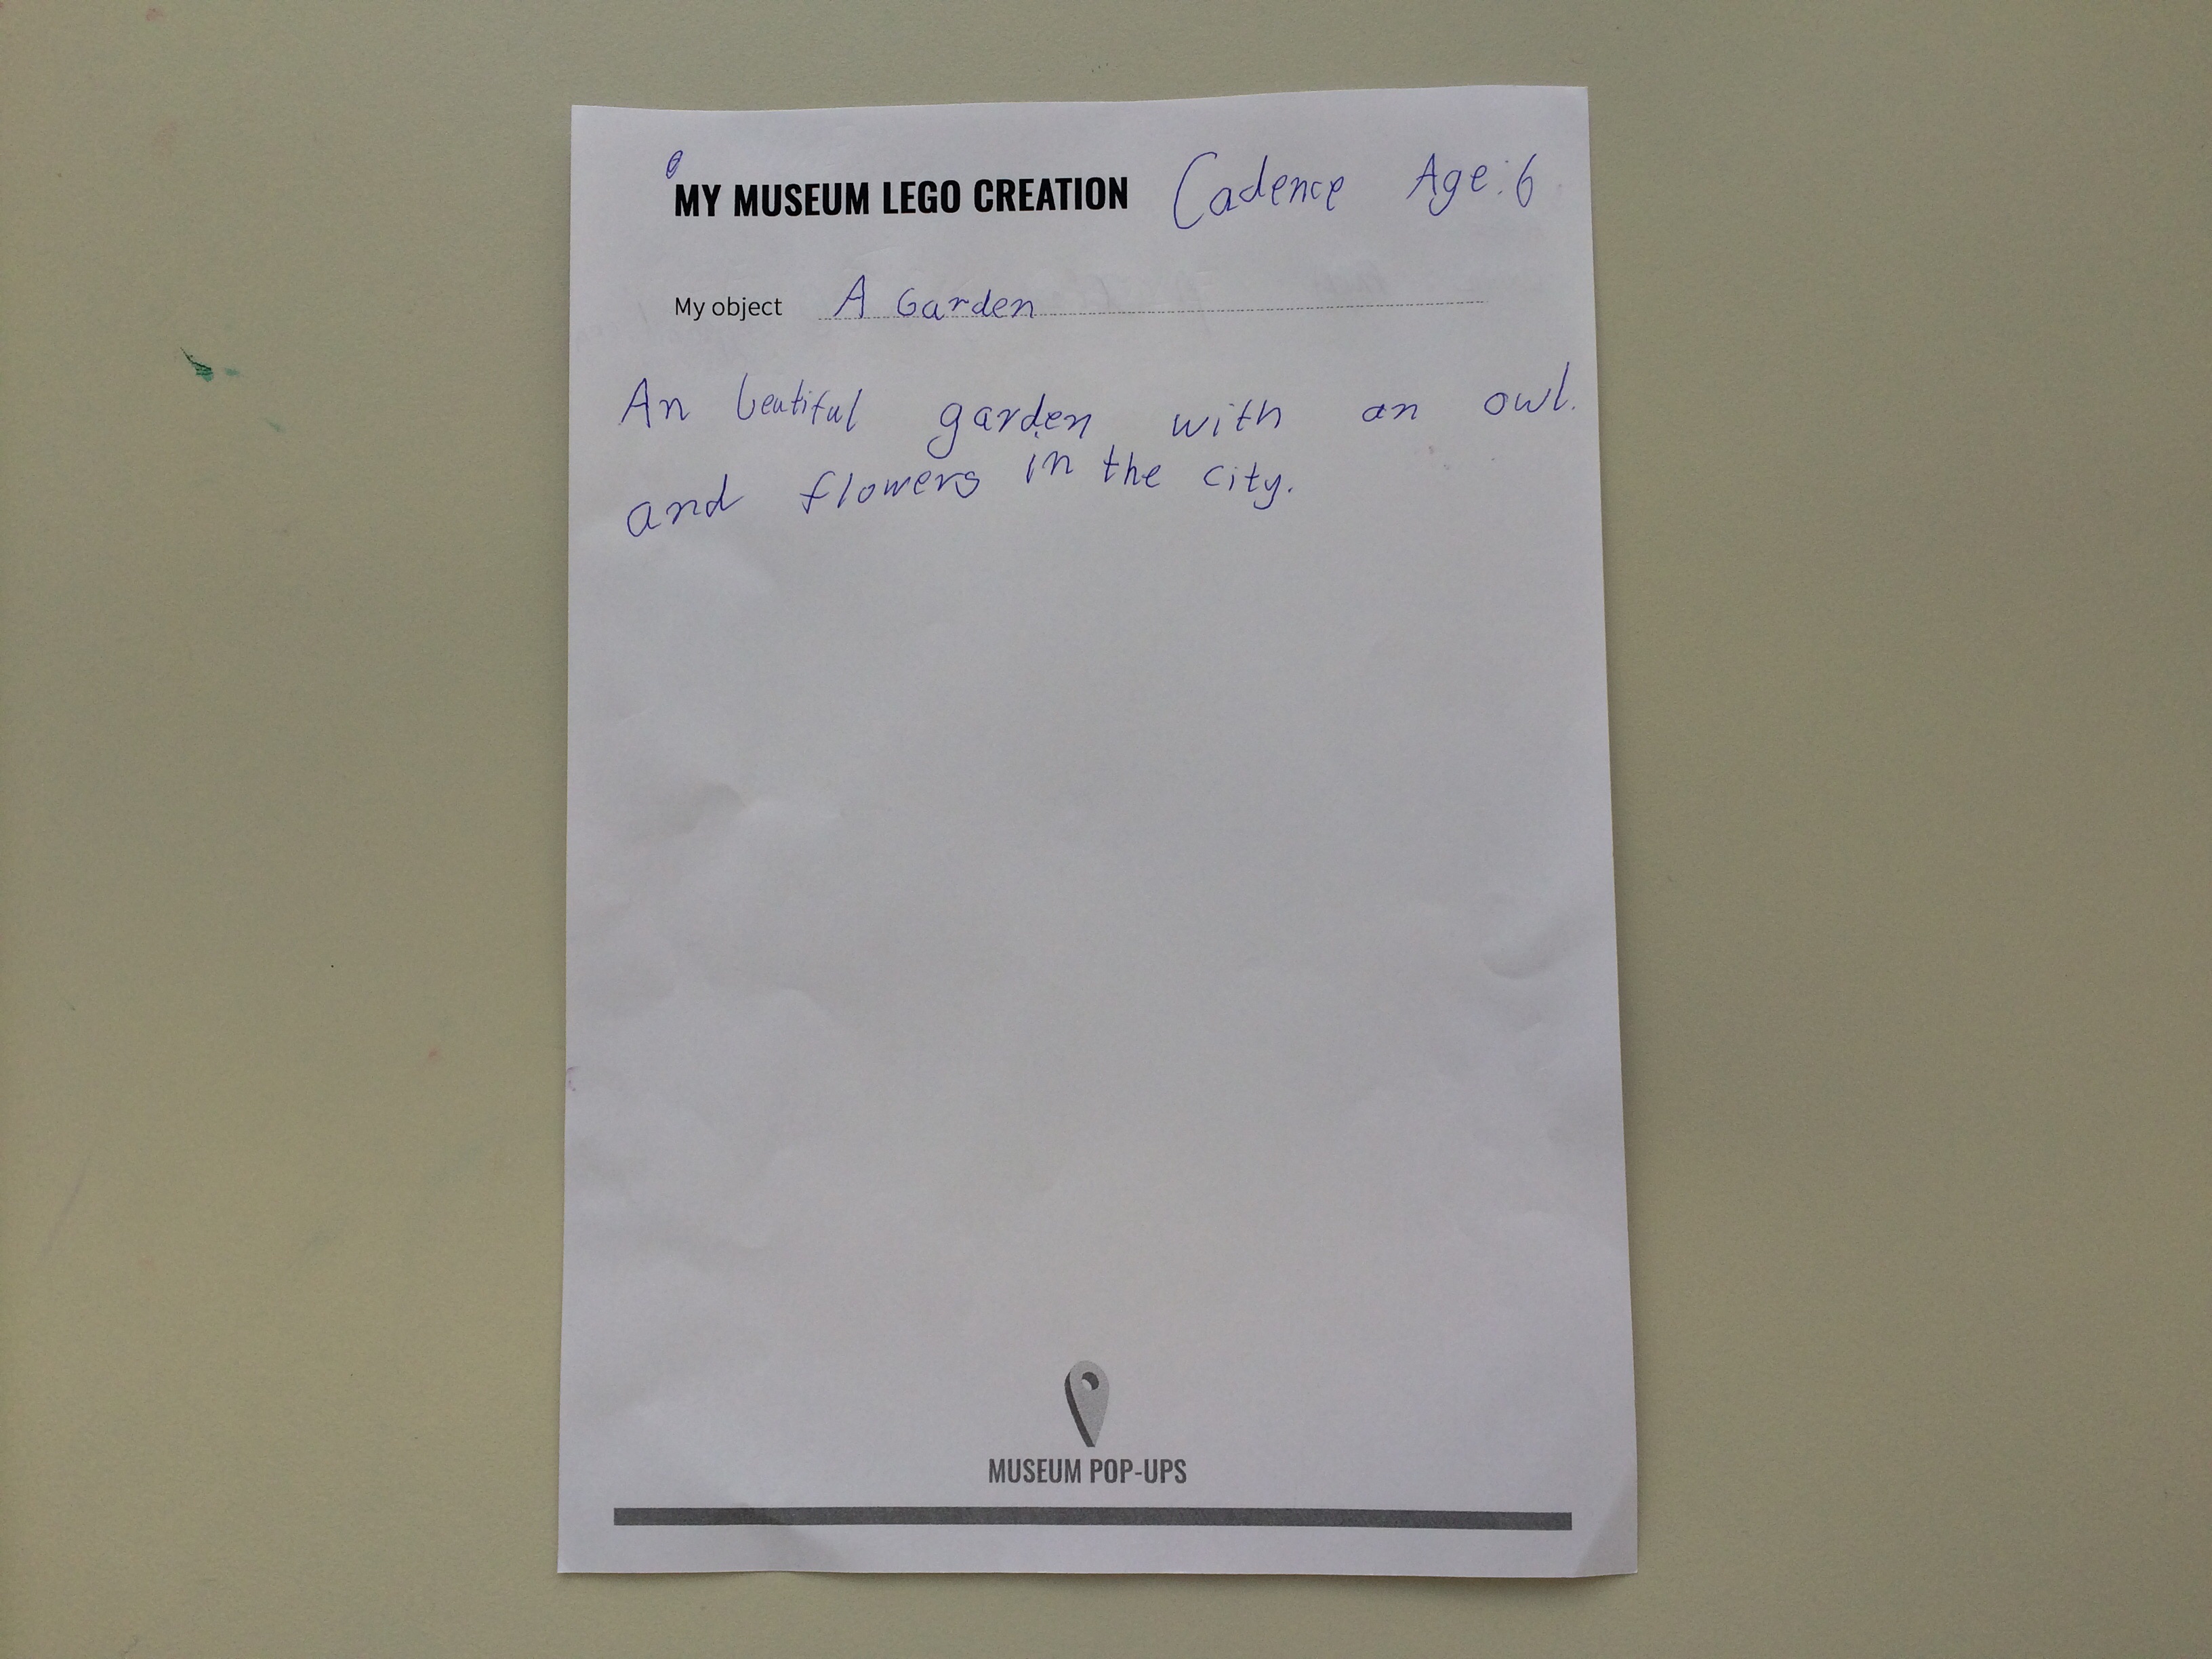 MY MUSEUM LEGO CREATION Cadence Age: 6
My object A Garden
An beutiful garden with an owl.
and flowers in the city.
MUSEUM POP-UPS